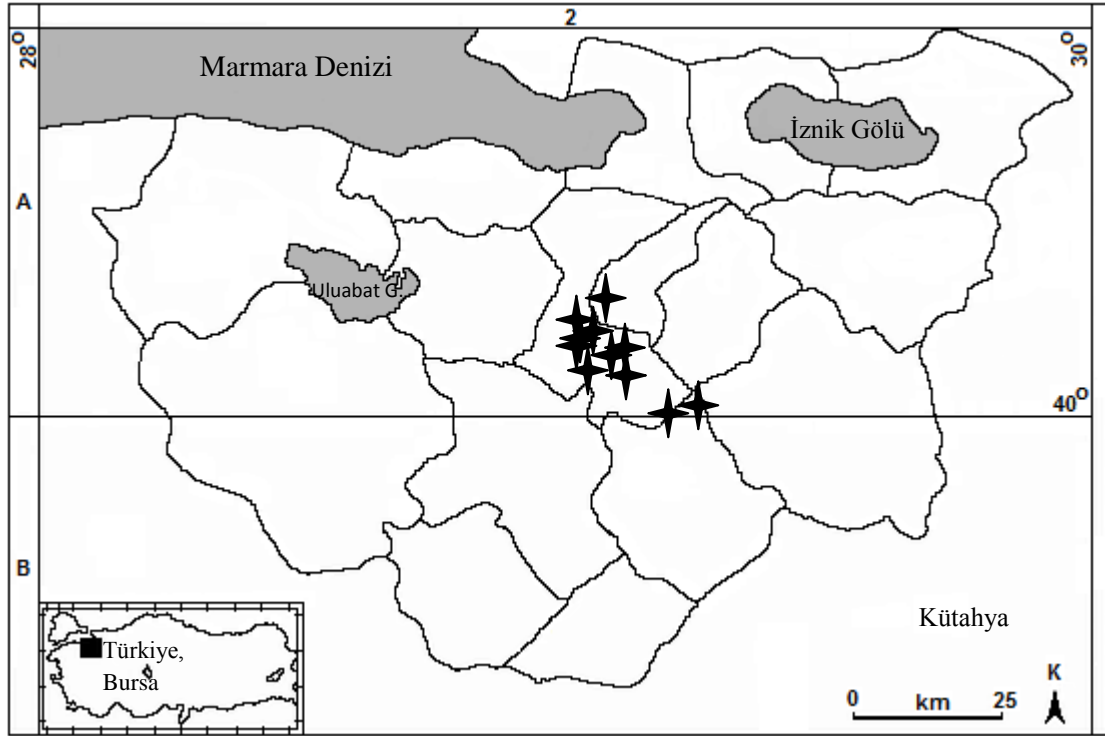 2
28°
30°
Marmara Denizi
İznik Gölü
A
Uluabat G.
40°
B
Kütahya
Türkiye,
Bursa
K
0 km 25